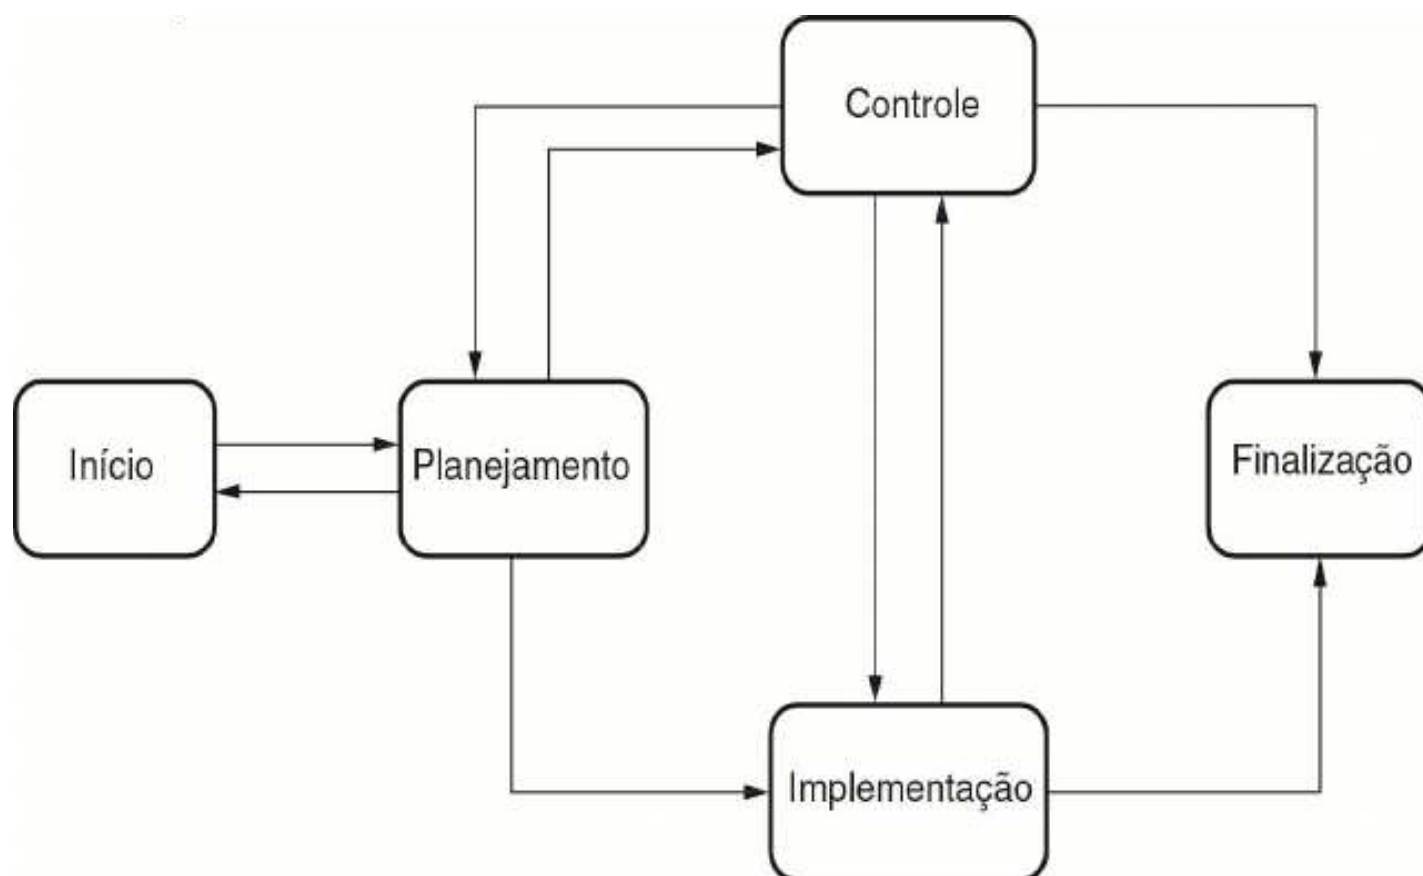 Controle
Início
Planejamento
Finalização
Implementação